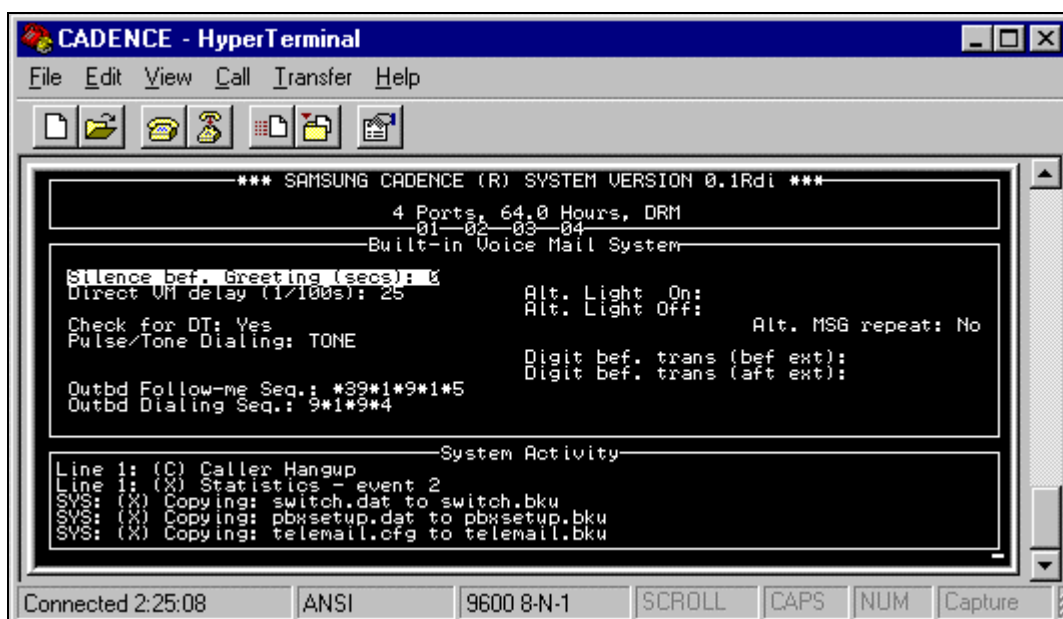 CADENCE - HyperTerminal
File Edit View Call Transfer Help
*** SAMSUNG CADENCE (R) SYSTEM VERSION 0.1Rdi ***
4 Ports, 64.0 Hours, DRM
01 02 03 04
Built-in Voice Mail System
Silence bef. Greeting (secs): 0
Direct VM delay (1/100s): 25 Alt. Light On:
Alt. Light Off:
Check for DT: Yes Alt. MSG repeat: No
Pulse/Tone Dialing: TONE
Digit bef. trans (bef ext):
Digit bef. trans (aft ext):
Outbd Follow-me Seq.: *39*1*9*1*5
Outbd Dialing Seq.: 9*1*9*4
System Activity
Line 1: (C) Caller Hangup
Line 1: (X) Statistics - event 2
SYS: (X) Copying: switch.dat to switch.bku
SYS: (X) Copying: pbxsetup.dat to pbxsetup.bku
SYS: (X) Copying: telemail.cfg to telemail.bku
Connected 2:25:08 ANSI 9600 8-N-1 SCROLL CAPS NUM Capture